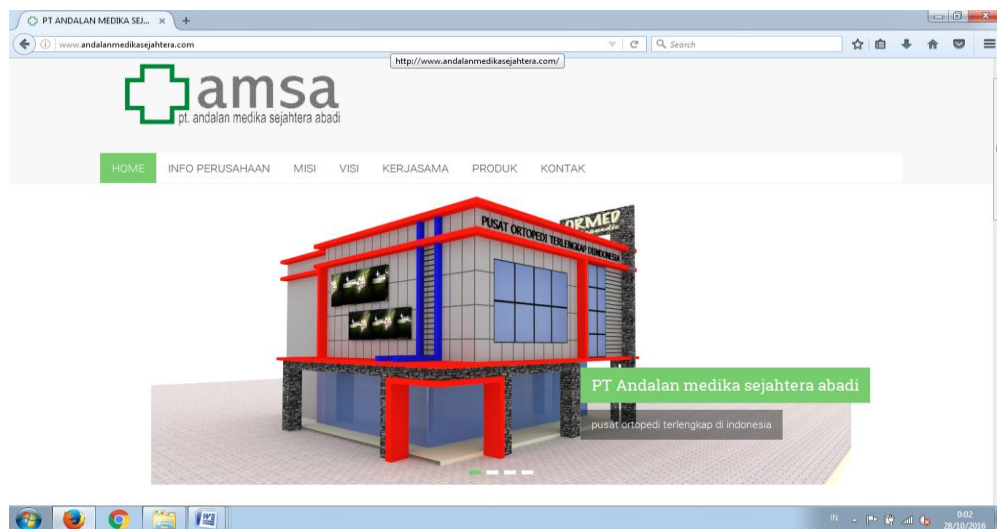 PT ANDALAN MEDIKA SEJ...
www.andalanmedikasejahtera.com
Search
http://www.andalanmedikasejahtera.com/
amsa
pt. andalan medika sejahtera abadi
HOME INFO PERUSAHAAN MISI VISI KERJASAMA PRODUK KONTAK
PUSAT ORTOPEDI TERLENGKAP DI INDONESIA
PT Andalan medika sejahtera abadi
pusat ortopedi terlengkap di indonesia
IN
0:02
28/10/2016